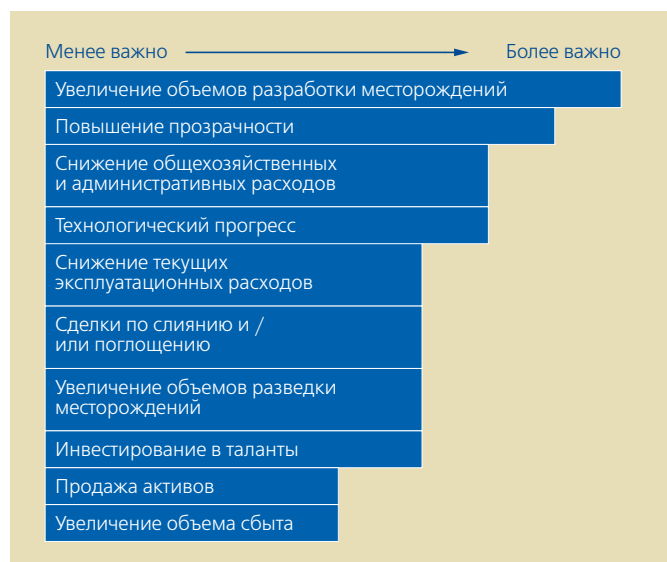 Менее важно Более важно
Увеличение объемов разработки месторождений
Повышение прозрачности
Снижение общехозяйственных
и административных расходов
Технологический прогресс
Снижение текущих
эксплуатационных расходов
Сделки по слиянию и /
или поглощению
Увеличение объемов разведки
месторождений
Инвестирование в таланты
Продажа активов
Увеличение объема сбыта